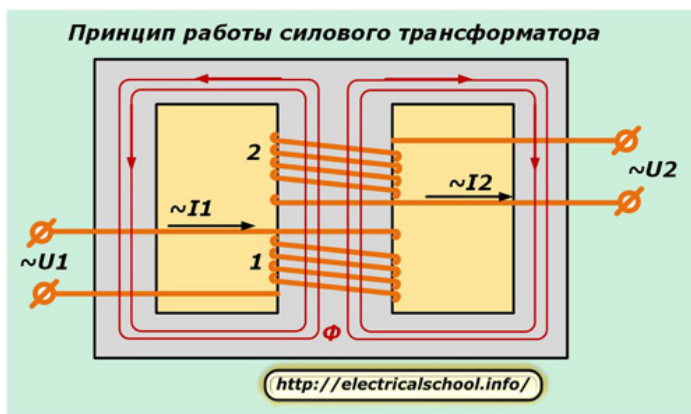 Принцип работы силового трансформатора
2
~U2
~I2
~I1
~U1
1
Ф
http://electricalschool.info/